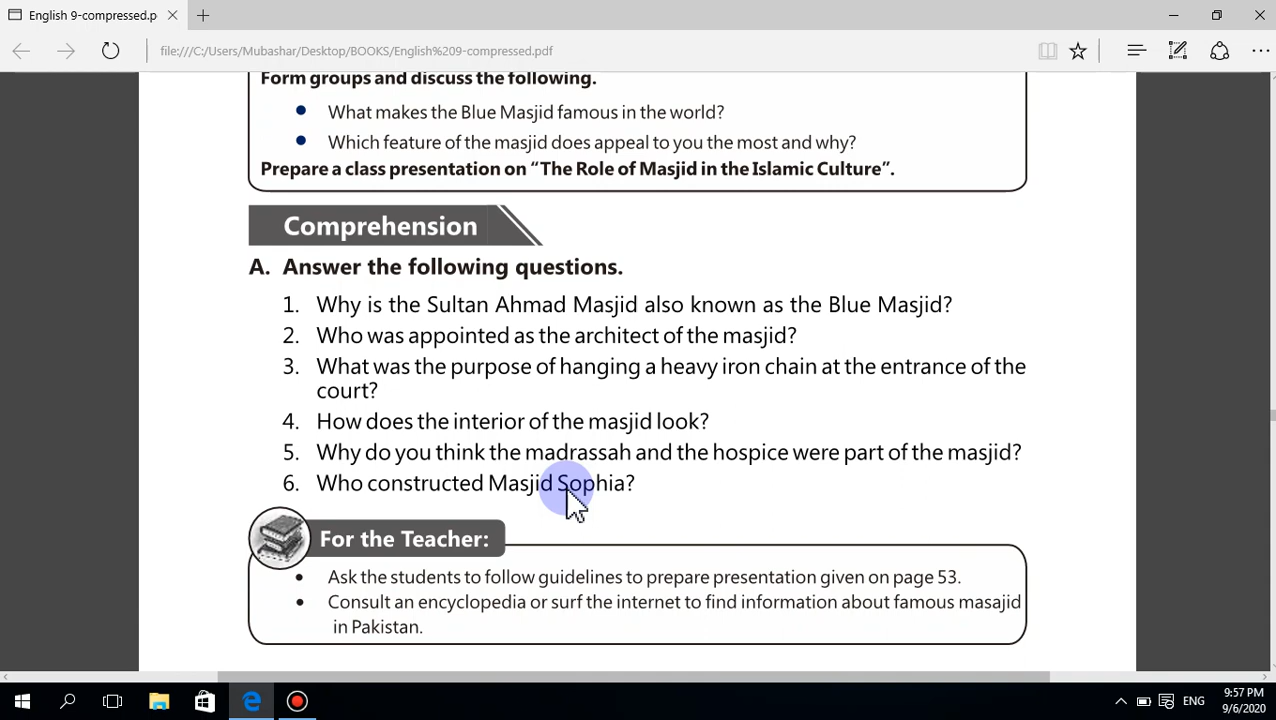 English 9-compressed.p
file:///C:/Users/Mubashar/Desktop/BOOKS/English%209-compressed.pdf
Form groups and discuss the following.
• What makes the Blue Masjid famous in the world?
• Which feature of the masjid does appeal to you the most and why?
Prepare a class presentation on “The Role of Masjid in the Islamic Culture”.
Comprehension
A. Answer the following questions.
1. Why is the Sultan Ahmad Masjid also known as the Blue Masjid?
2. Who was appointed as the architect of the masjid?
3. What was the purpose of hanging a heavy iron chain at the entrance of the
court?
4. How does the interior of the masjid look?
5. Why do you think the madrassah and the hospice were part of the masjid?
6. Who constructed Masjid Sophia?
For the Teacher:
• Ask the students to follow guidelines to prepare presentation given on page 53.
• Consult an encyclopedia or surf the internet to find information about famous masajid
in Pakistan.
ENG
9:57 PM
9/6/2020